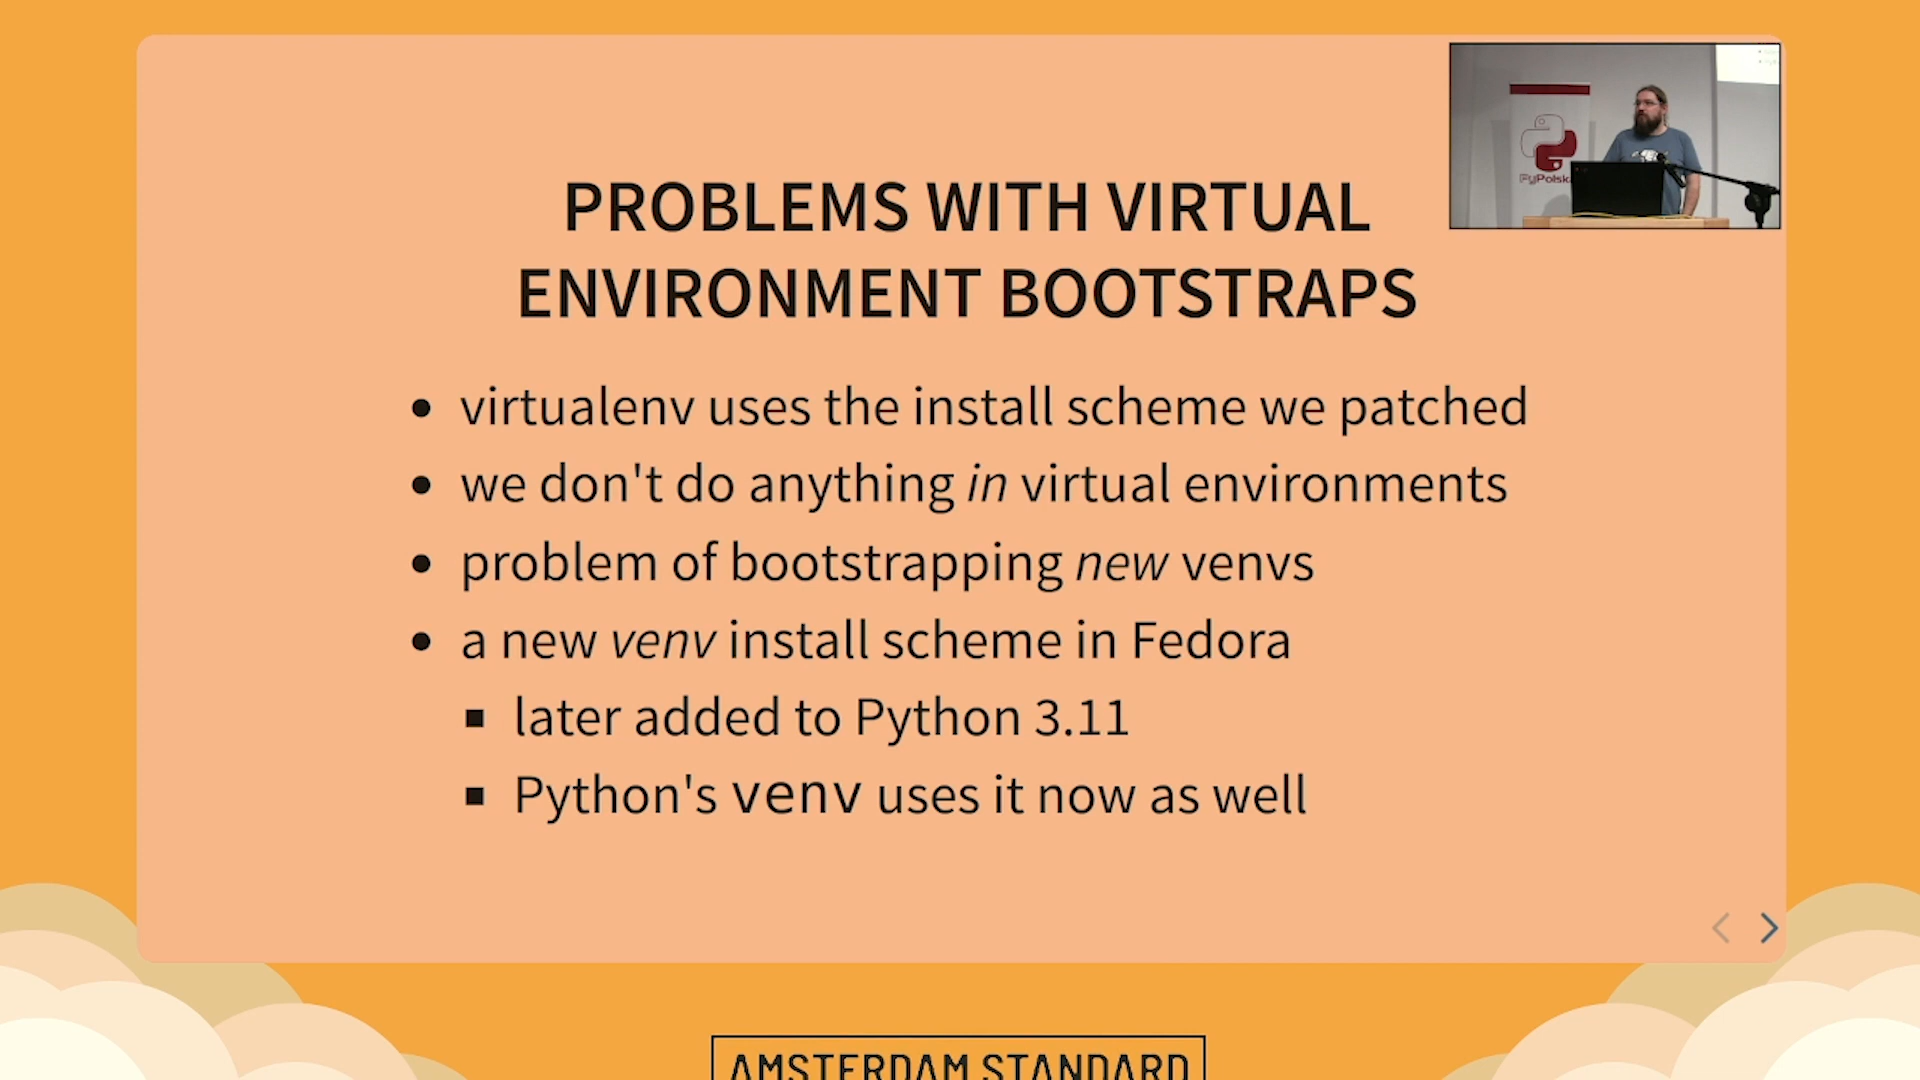 PROBLEMS WITH VIRTUAL
ENVIRONMENT BOOTSTRAPS
virtualenv uses the install scheme we patched
we don't do anything in virtual environments
problem of bootstrapping new venvs
a new venv install scheme in Fedora
later added to Python 3.11
Python's venv uses it now as well
PyPolska
AMSTERDAM STANDARD